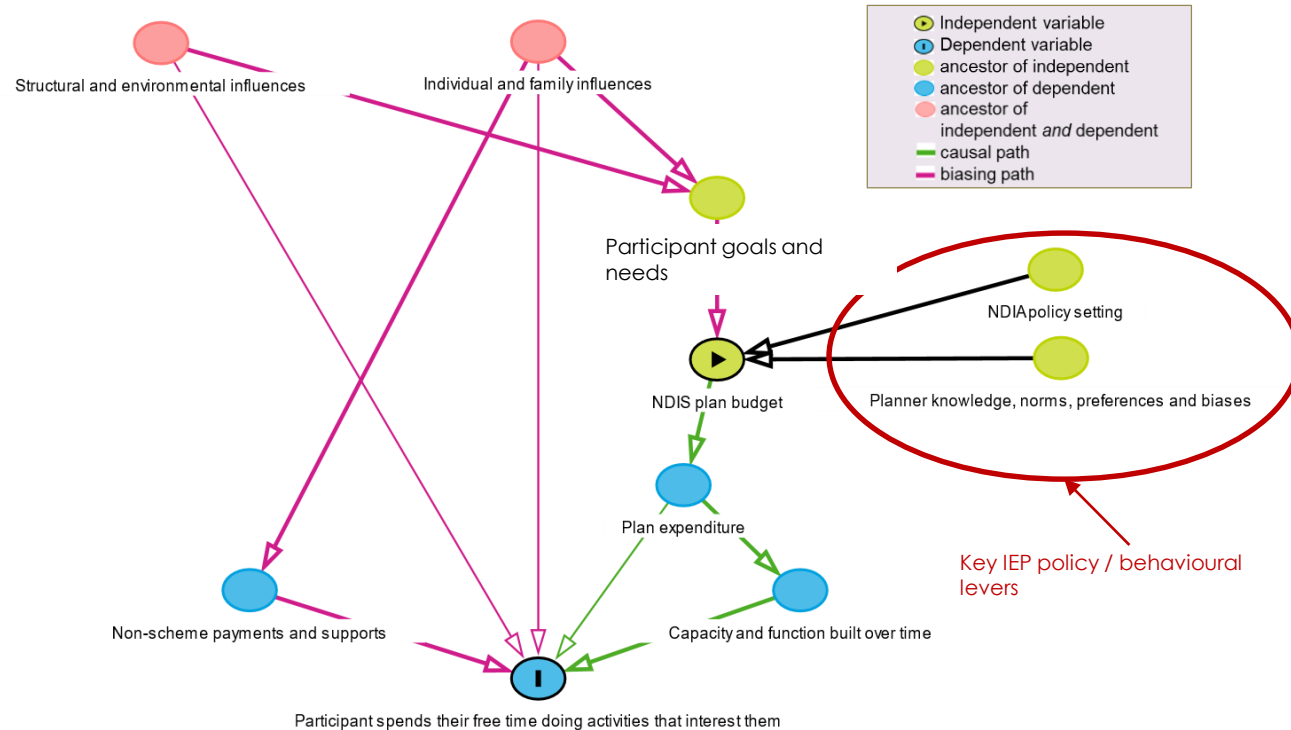 Independent variable
Dependent variable
ancestor of independent
ancestor of dependent
ancestor of
independent and dependent
causal path
biasing path
Structural and environmental influences
Individual and family influences
Participant goals and
needs
NDIA policy setting
NDIS plan budget
Planner knowledge, norms, preferences and biases
Plan expenditure
Key IEP policy / behavioural
levers
Non-scheme payments and supports
Capacity and function built over time
Participant spends their free time doing activities that interest them